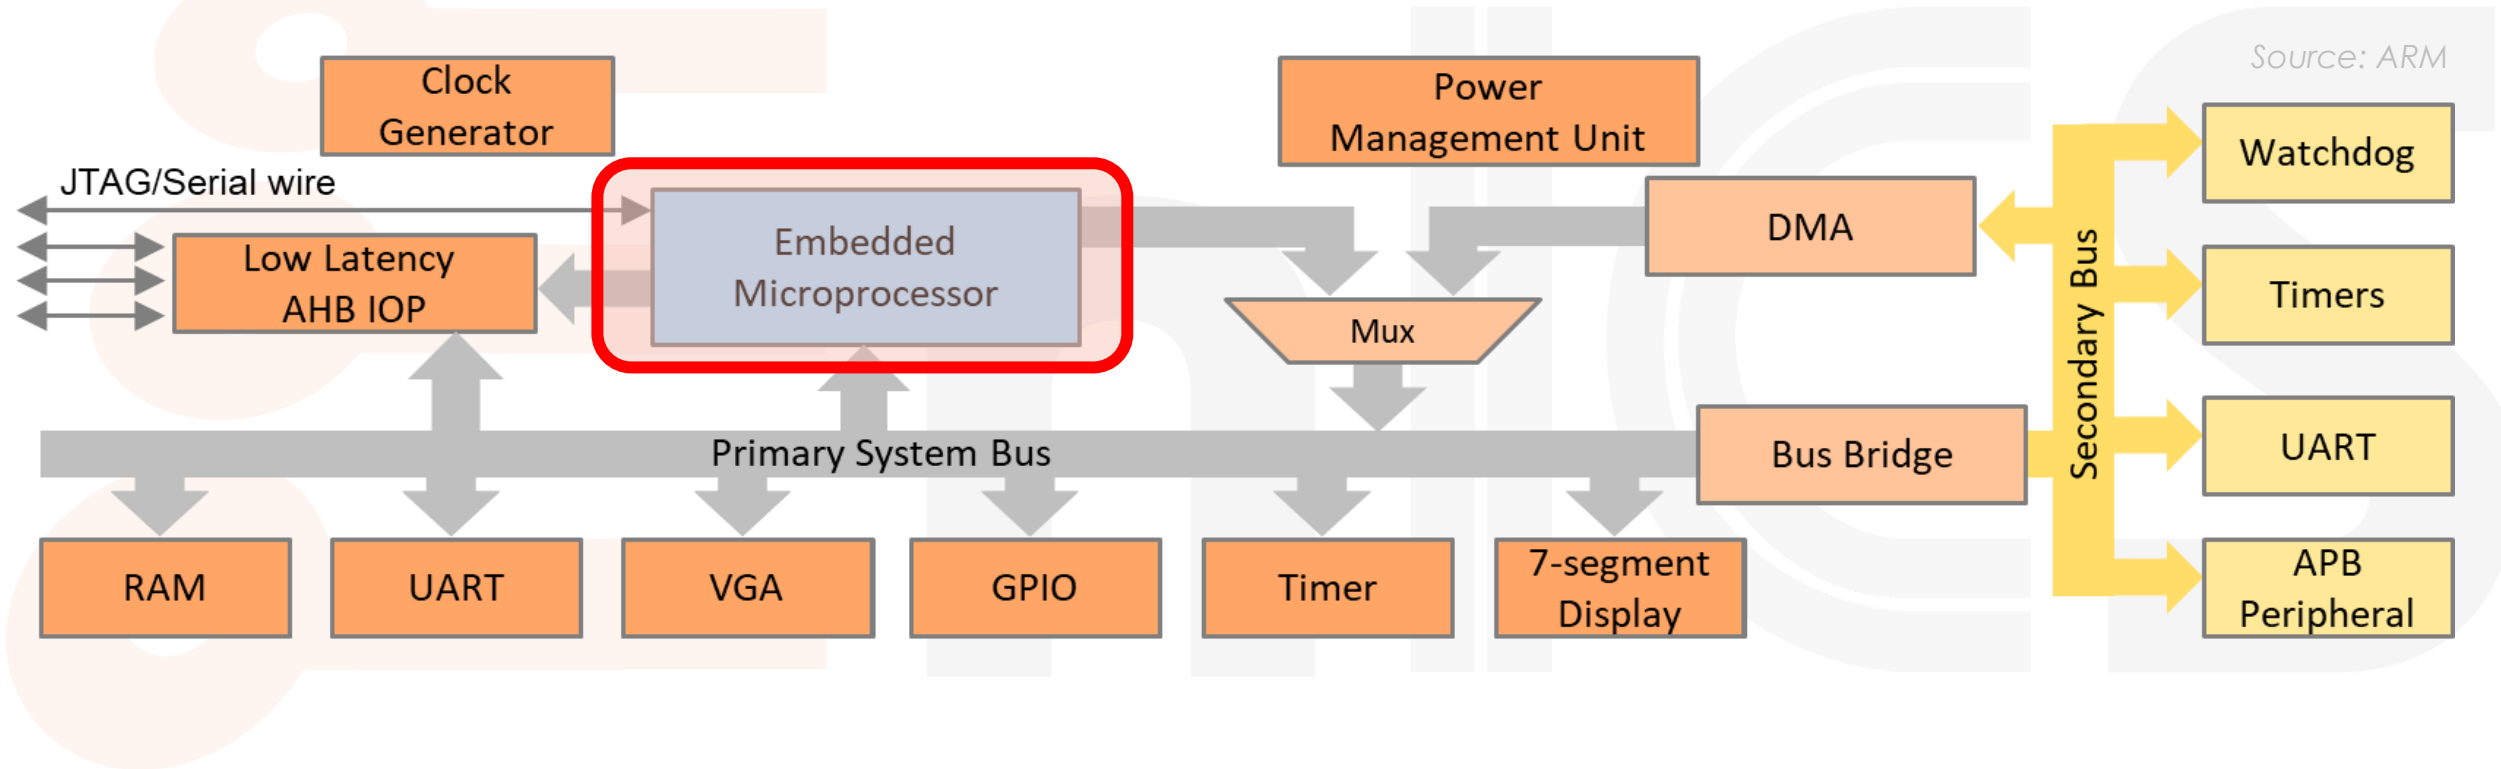 Source: ARM
Clock
Generator
Power
Management Unit
JTAG/Serial wire
Low Latency
AHB IOP
Embedded
Microprocessor
DMA
Mux
Primary System Bus
Bus Bridge
Secondary Bus
Watchdog
Timers
UART
APB
Peripheral
RAM
UART
VGA
GPIO
Timer
7-segment
Display